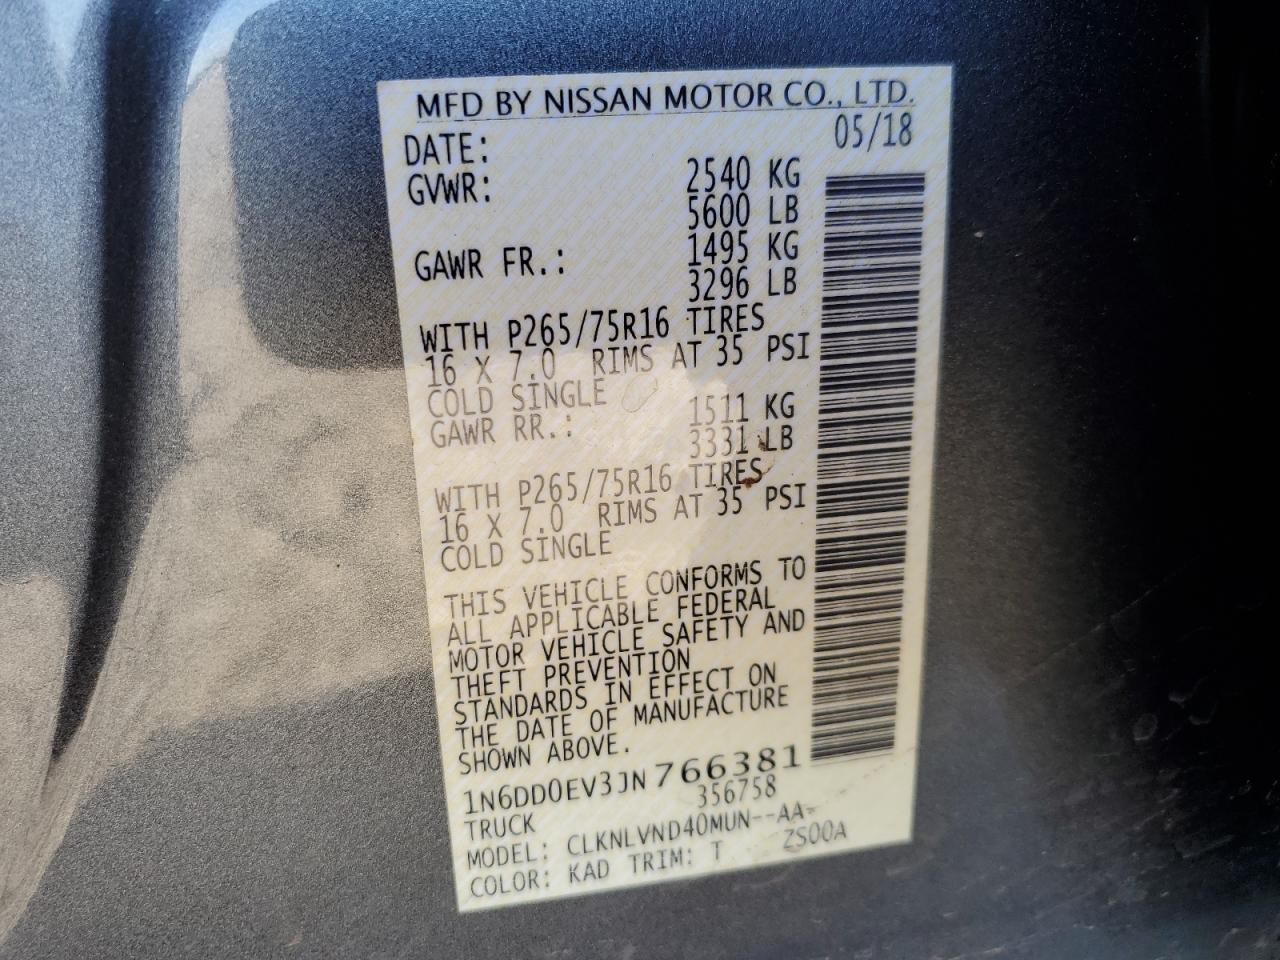 MFD BY NISSAN MOTOR CO., LTD.
DATE: 05/18
GVWR: 2540 KG
5600 LB
GAWR FR.: 1495 KG
3296 LB
WITH P265/75R16 TIRES
16 X 7.0 RIMS AT 35 PSI
COLD SINGLE
GAWR RR.: 1511 KG
3331 LB
WITH P265/75R16 TIRES
16 X 7.0 RIMS AT 35 PSI
COLD SINGLE
THIS VEHICLE CONFORMS TO
ALL APPLICABLE FEDERAL
MOTOR VEHICLE SAFETY AND
THEFT PREVENTION
STANDARDS IN EFFECT ON
THE DATE OF MANUFACTURE
SHOWN ABOVE.
1N6DD0EV3JN766381
TRUCK 356758
MODEL: CLKNLVND40MUN--AA-
COLOR: KAD TRIM: T ZS00A